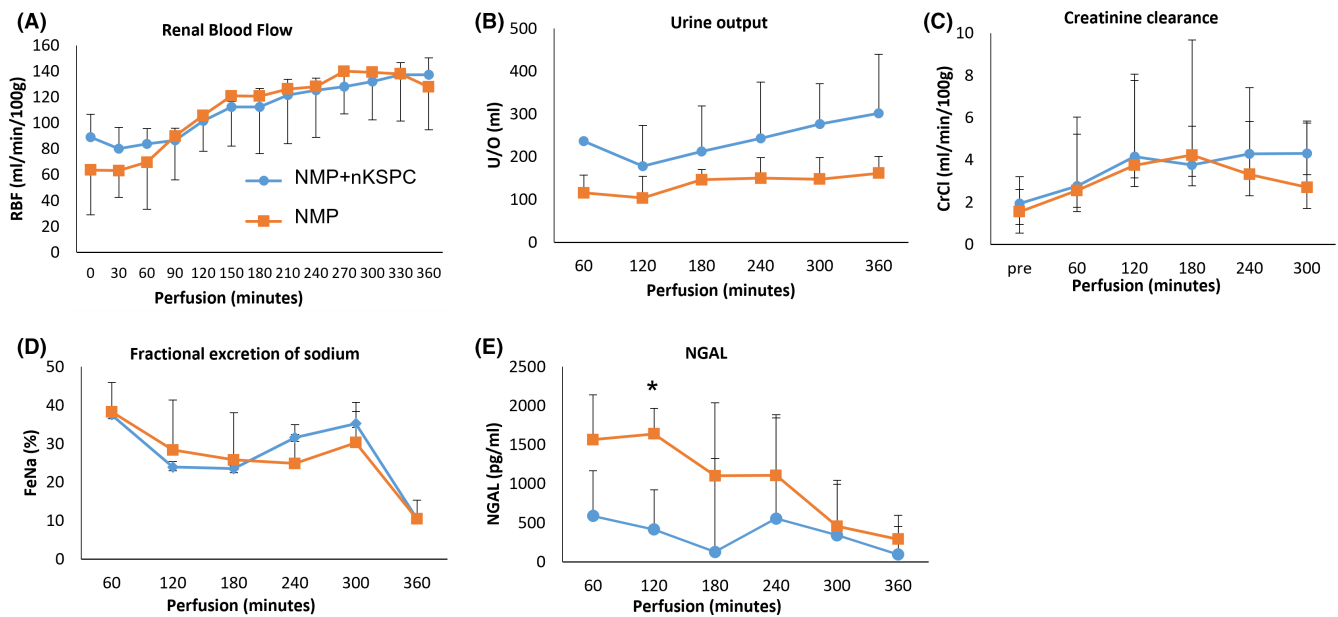 (A)
Renal Blood Flow
RBF (ml/min/100g)
160
140
120
100
80
60
40
20
0
NMP+nKSPC
NMP
0 30 60 90 120 150 180 210 240 270 300 330 360
Perfusion (minutes)
(B)
Urine output
U/O (ml)
500
400
300
200
100
0
60 120 180 240 300 360
Perfusion (minutes)
(C)
Creatinine clearance
CrCl (ml/min/100g)
10
8
6
4
2
0
pre 60 120 180 240 300
Perfusion (minutes)
(D)
Fractional excretion of sodium
FeNa (%)
50
40
30
20
10
0
60 120 180 240 300 360
Perfusion (minutes)
(E)
NGAL
NGAL (pg/ml)
2500
2000
1500
1000
500
0
*
60 120 180 240 300 360
Perfusion (minutes)